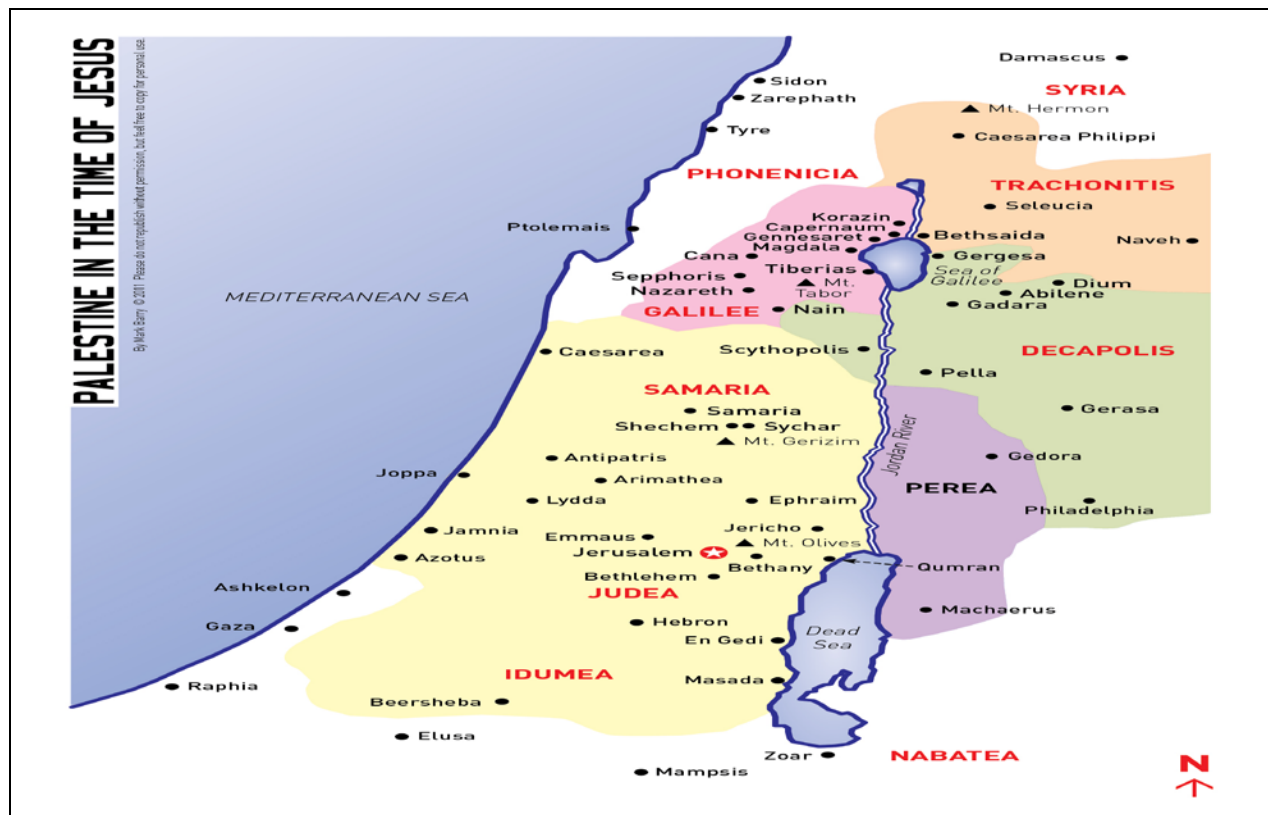 PALESTINE IN THE TIME OF JESUS
By Mark Barry © 2011 Please do not republish without permission, but feel free to copy for personal use.
Damascus
Sidon
SYRIA
Zarephath
Mt. Hermon
Tyre
Caesarea Philippi
PHONENICIA
TRACHONITIS
Seleucia
Korazin
Ptolemais
Capernaum
Bethsaida
Gennesaret
Naveh
Magdala
Cana
Gergesa
Tiberias
Sea of
Galilee
Sepphoris
Mt.
Tabor
Dium
Nazareth
Abilene
MEDITERRANEAN SEA
Gadara
GALILEE
Nain
Caesarea
Scythopolis
DECAPOLIS
Pella
SAMARIA
Samaria
Gerasa
Shechem
Sychar
Mt. Gerizim
Jordan River
Antipatris
Gedora
Joppa
Arimathea
PEREA
Lydda
Ephraim
Philadelphia
Jamnia
Jericho
Emmaus
Mt. Olives
Jerusalem
Azotus
Bethany
Qumran
Bethlehem
Ashkelon
JUDEA
Machaerus
Hebron
Gaza
Dead
Sea
En Gedi
IDUMEA
Masada
Raphia
Beersheba
Elusa
Zoar
NABATEA
N
Mampsis